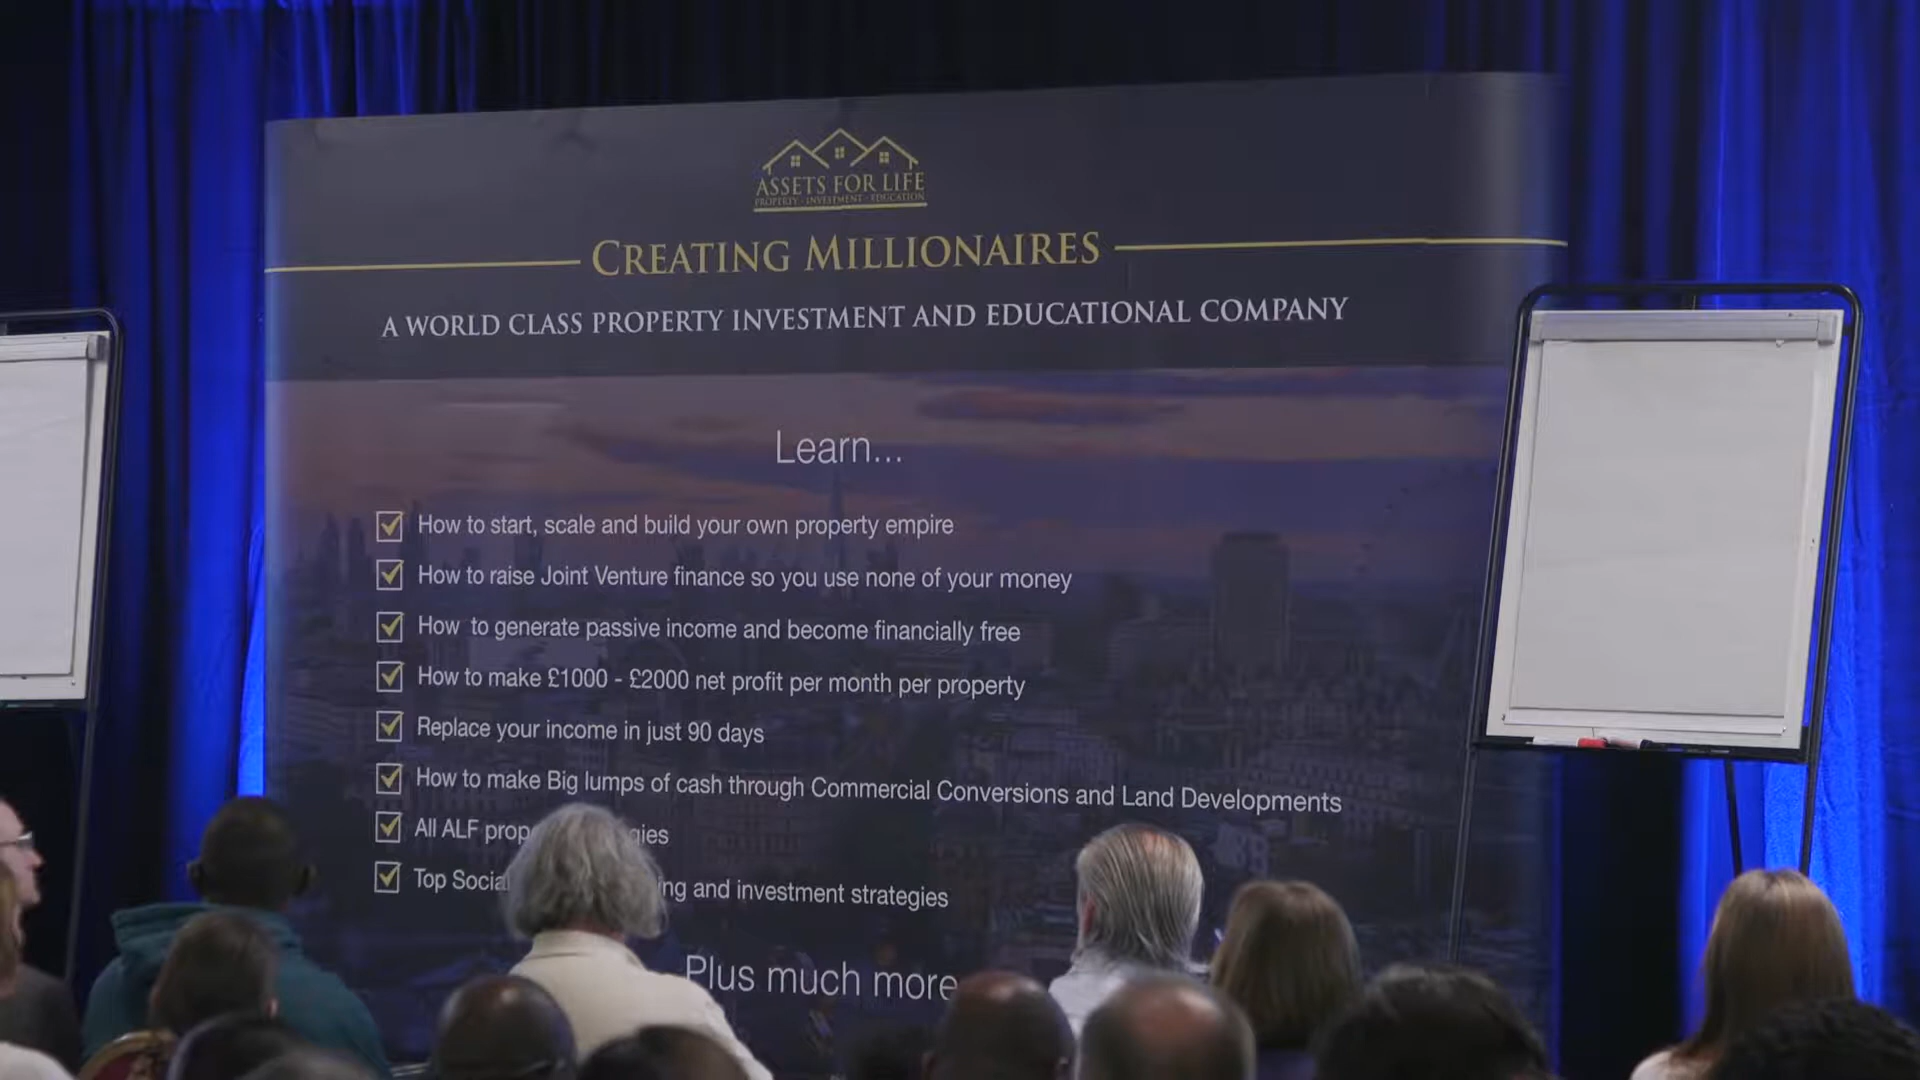 ASSETS FOR LIFE
PROPERTY - INVESTMENT - EDUCATION
CREATING MILLIONAIRES
A WORLD CLASS PROPERTY INVESTMENT AND EDUCATIONAL COMPANY
Learn...
How to start, scale and build your own property empire
How to raise Joint Venture finance so you use none of your money
How to generate passive income and become financially free
How to make £1000 - £2000 net profit per month per property
Replace your income in just 90 days
How to make Big lumps of cash through Commercial Conversions and Land Developments
All ALF
Top and investment strategies
Plus much more